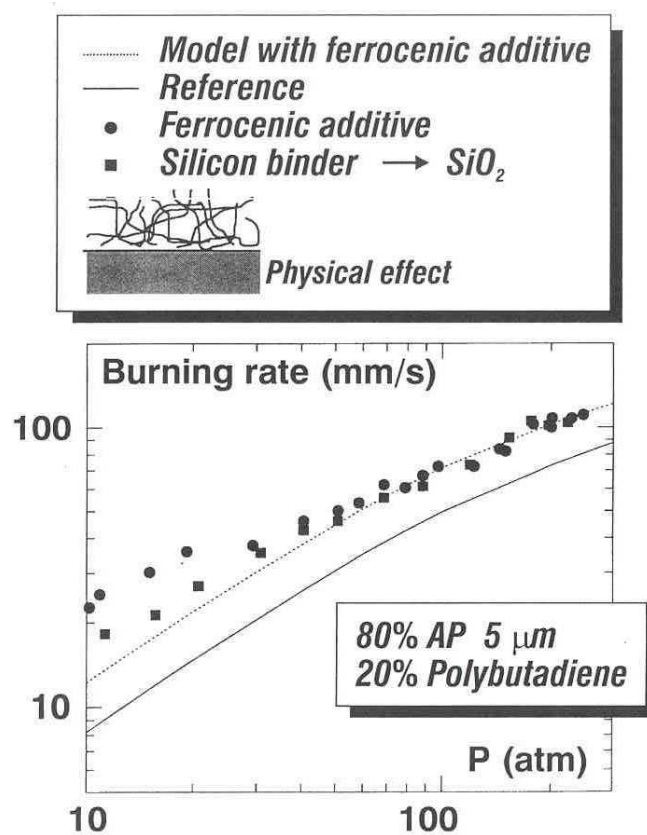 Model with ferrocenic additive
Reference
Ferrocenic additive
Silicon binder → SiO₂
Physical effect
Burning rate (mm/s)
100
10
80% AP 5 μm
20% Polybutadiene
P (atm)
10
100